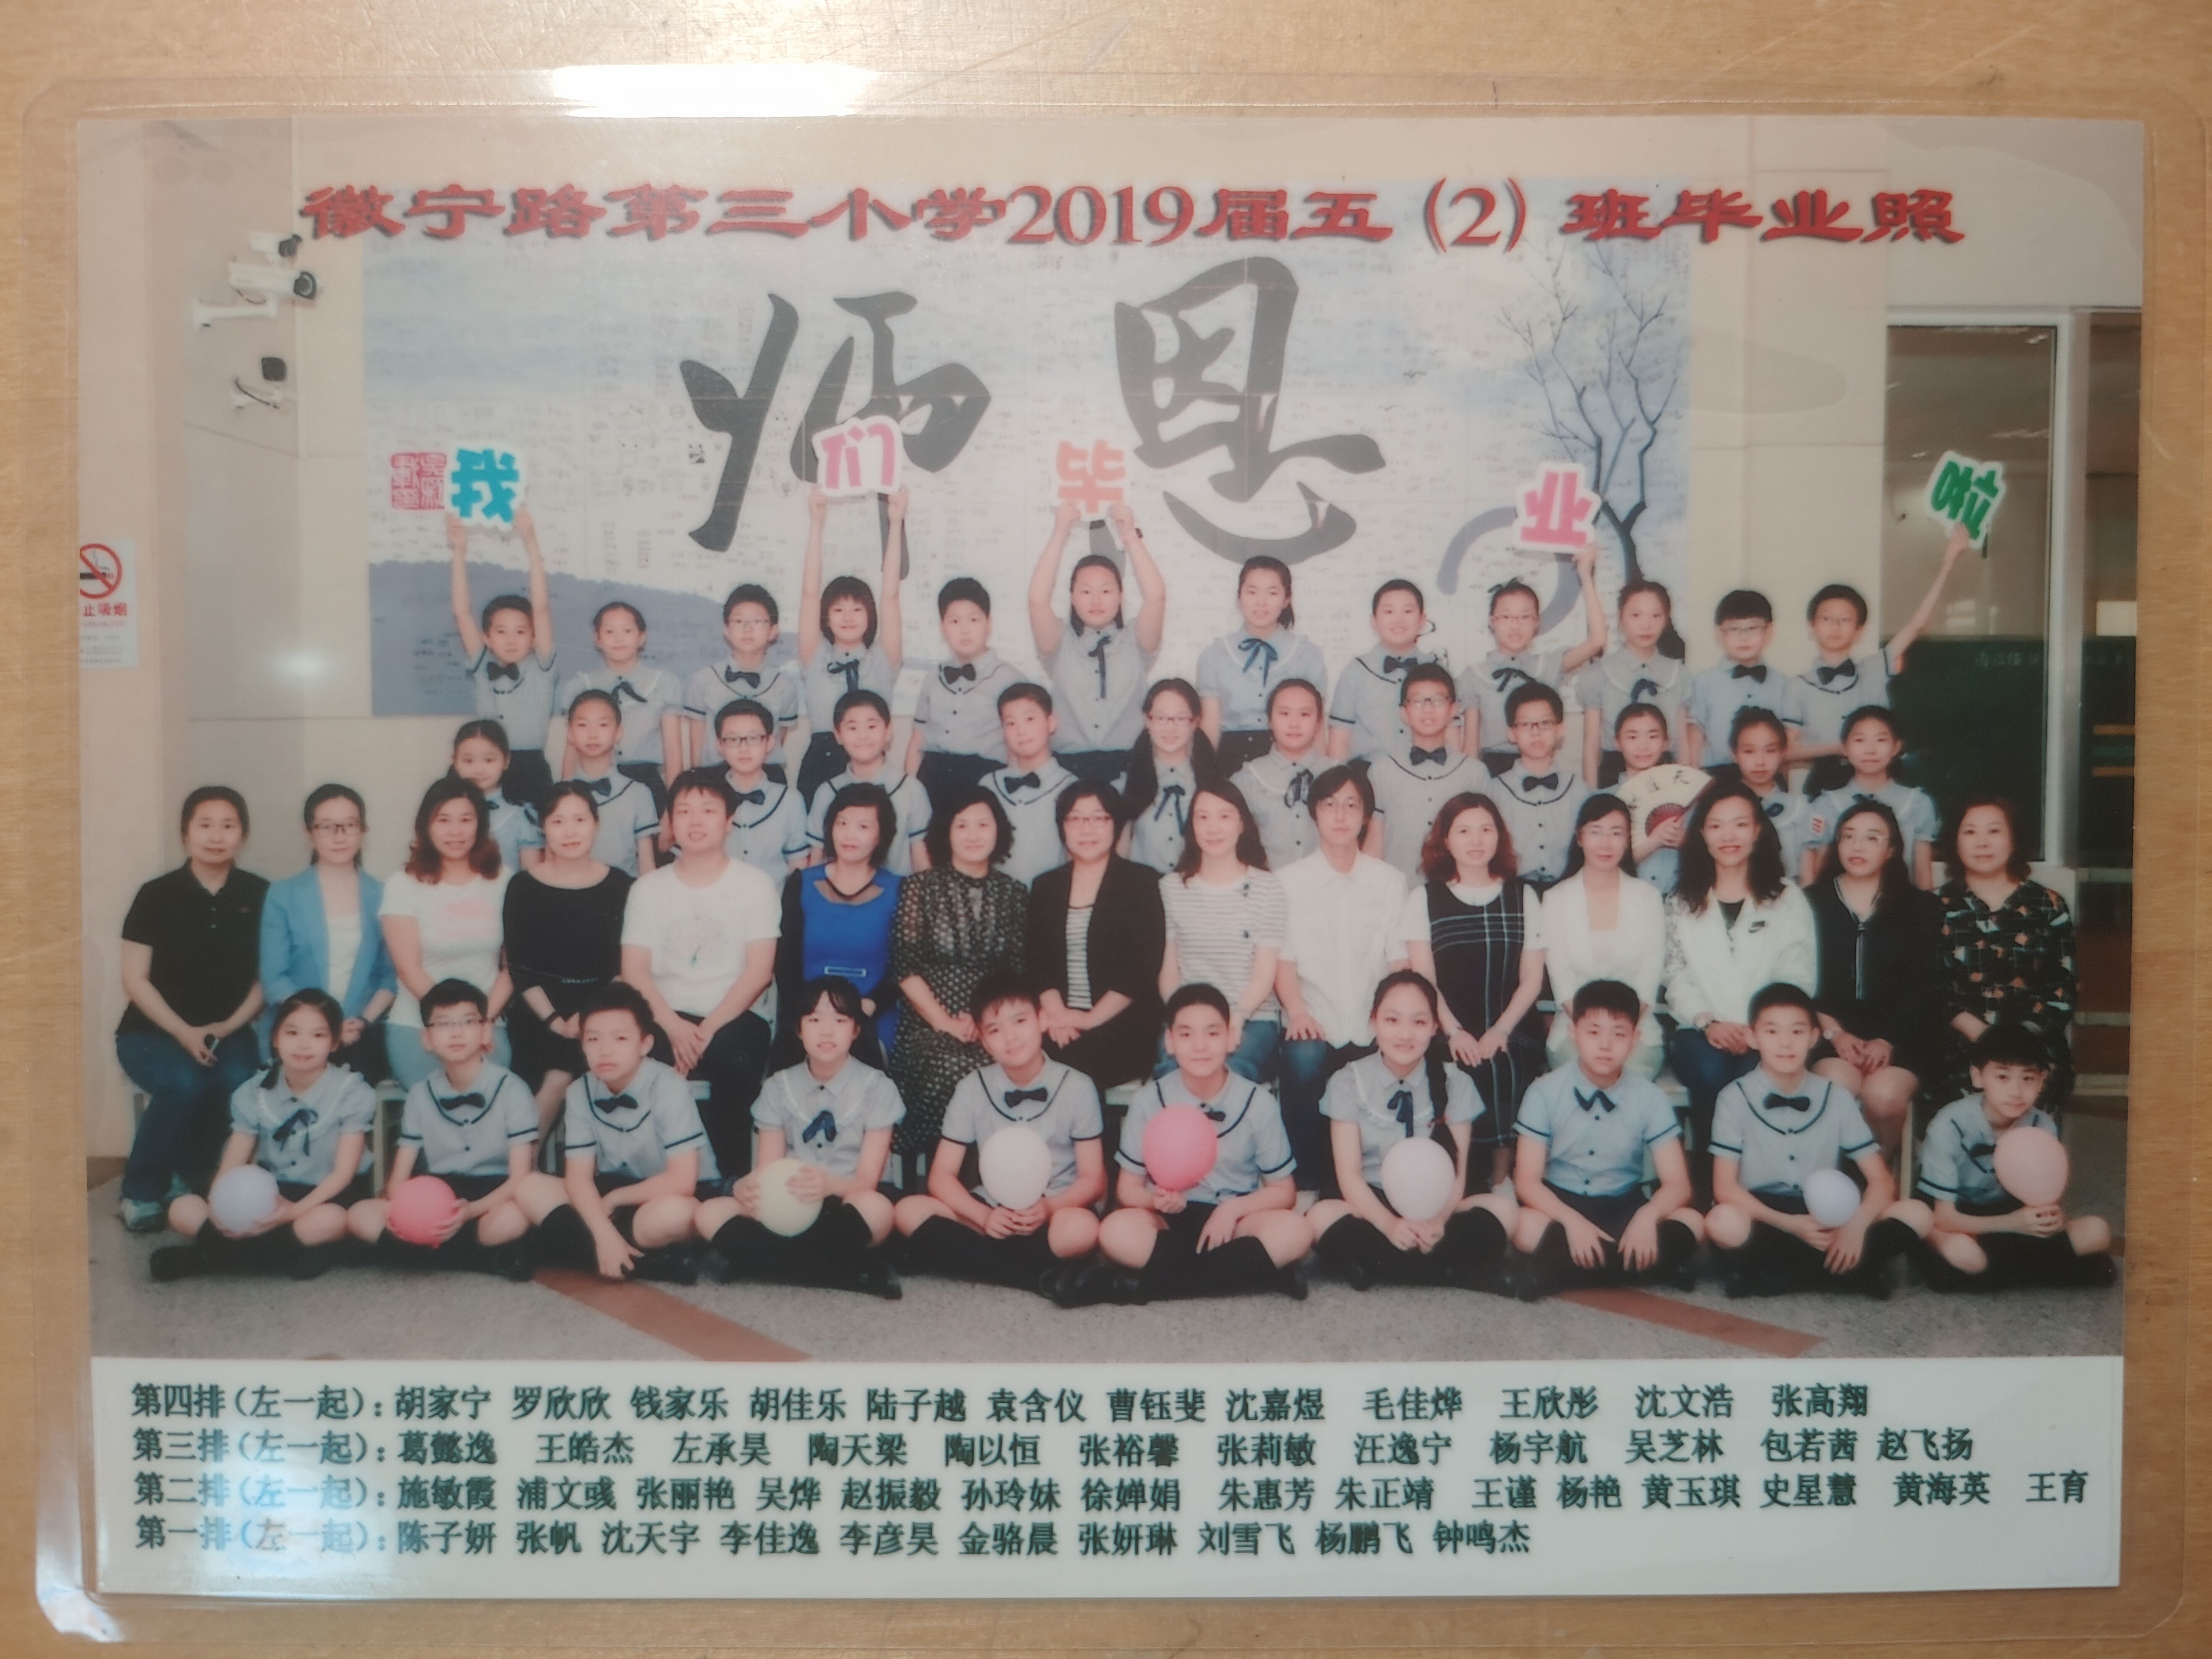 徽宁路第三小学2019届五（2）班毕业照
师恩
我们毕业啦
止吸烟
第四排（左一起）：胡家宁 罗欣欣 钱家乐 胡佳乐 陆子越 袁含仪 曹钰斐 沈嘉煜 毛佳烨 王欣彤 沈文浩 张高翔
第三排（左一起）：葛懿逸 王皓杰 左承昊 陶天梁 陶以恒 张裕馨 张莉敏 汪逸宁 杨宇航 吴芝林 包若茜 赵飞扬
第二排（左一起）：施敏霞 浦文彧 张丽艳 吴烨 赵振毅 孙玲妹 徐婵娟 朱惠芳 朱正靖 王谨 杨艳 黄玉琪 史星慧 黄海英 王育
第一排（左一起）：陈子妍 张帆 沈天宇 李佳逸 李彦昊 金骆晨 张妍琳 刘雪飞 杨鹏飞 钟鸣杰